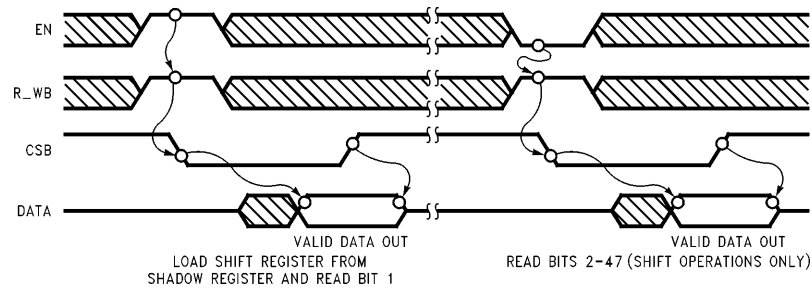 EN
R_WB
CSB
DATA
VALID DATA OUT
VALID DATA OUT
LOAD SHIFT REGISTER FROM
SHADOW REGISTER AND READ BIT 1
READ BITS 2-47 (SHIFT OPERATIONS ONLY)